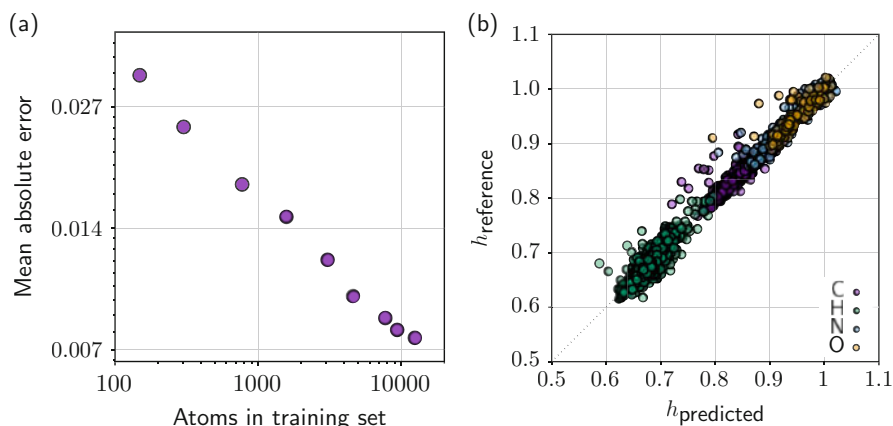 (a)
Mean absolute error
0.027
0.014
0.007
100
1000
10000
Atoms in training set
(b)
h_reference
1.1
1.0
0.9
0.8
0.7
0.6
0.5
C
H
N
O
0.5
0.6
0.7
0.8
0.9
1
1.1
h_predicted